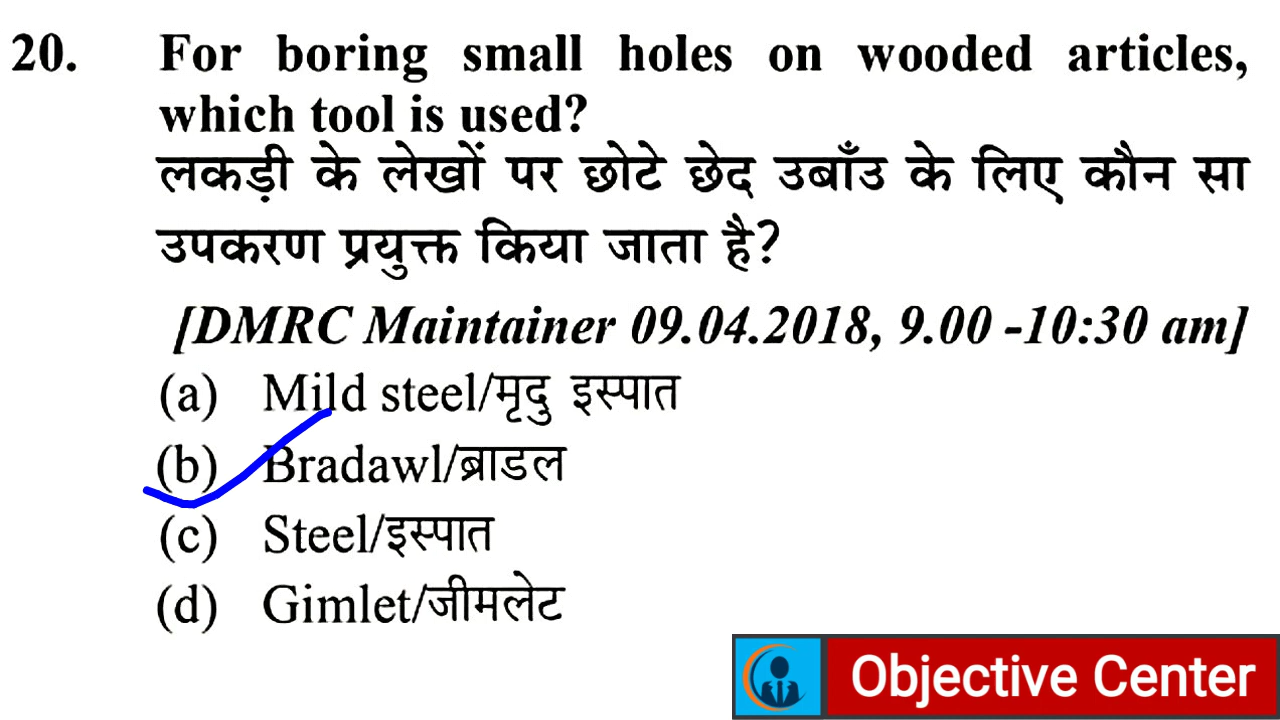 20. For boring small holes on wooded articles,
which tool is used?
लकड़ी के लेखों पर छोटे छेद उबाँउ के लिए कौन सा
उपकरण प्रयुक्त किया जाता है?
[DMRC Maintainer 09.04.2018, 9.00 -10:30 am]
(a) Mild steel/मृदु इस्पात
(b) Bradawl/ब्राडल
(c) Steel/इस्पात
(d) Gimlet/जीमलेट
Objective Center